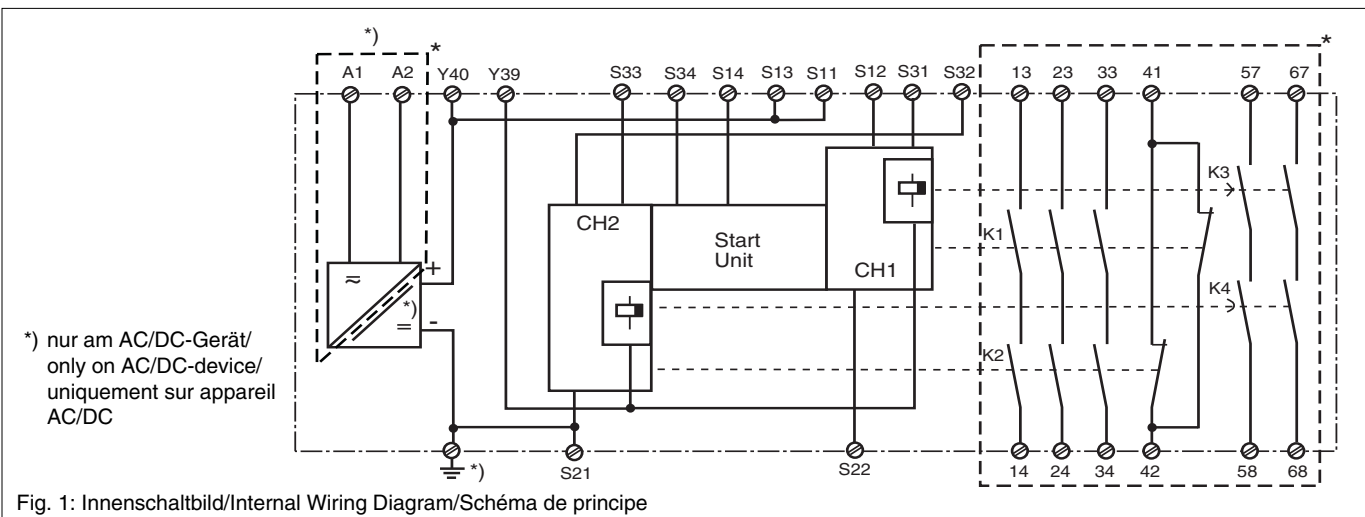 *)
*
*
A1 A2 Y40 Y39 S33 S34 S14 S13 S11 S12 S31 S32 13 23 33 41 57 67
K3
CH2
Start
Unit
CH1
K1
+
*)
-
K4
K2
*) nur am AC/DC-Gerät/
only on AC/DC-device/
uniquement sur appareil
AC/DC
*)
S21 S22 14 24 34 42 58 68
Fig. 1: Innenschaltbild/Internal Wiring Diagram/Schéma de principe